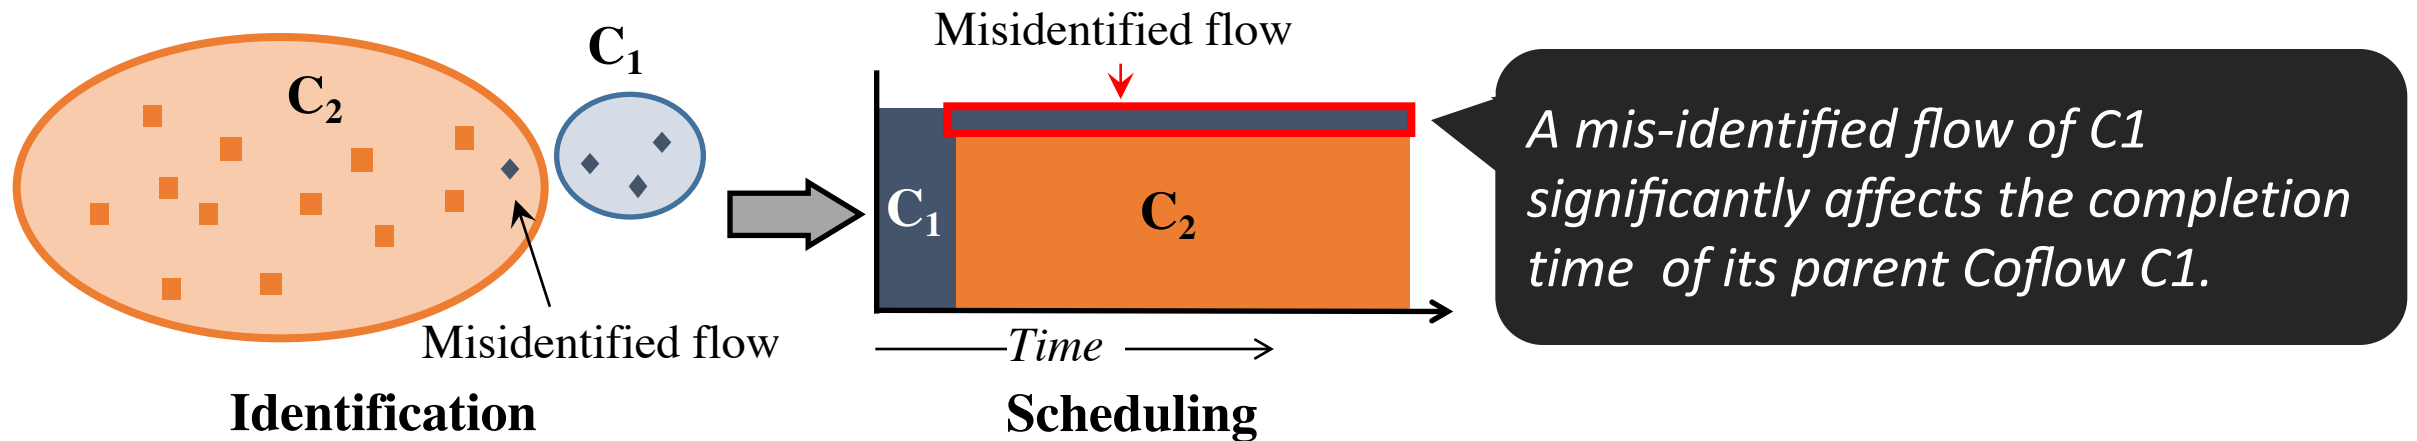 C2
C1
Misidentified flow
Identification
Misidentified flow
C1
C2
Time
Scheduling
A mis-identified flow of C1
significantly affects the completion
time of its parent Coflow C1.